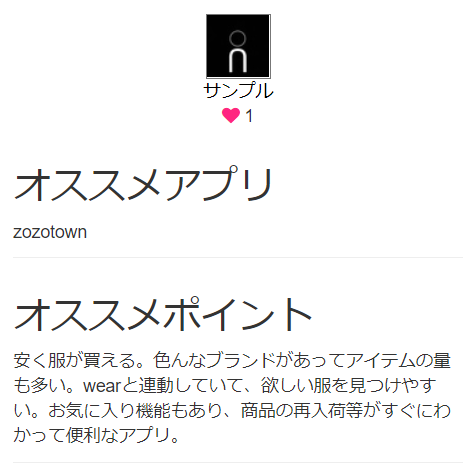 サンプル
1
オススメアプリ
zozotown
オススメポイント
安く服が買える。色んなブランドがあってアイテムの量
も多い。wearと連動していて、欲しい服を見つけやす
い。お気に入り機能もあり、商品の再入荷等がすぐにわ
かって便利なアプリ。